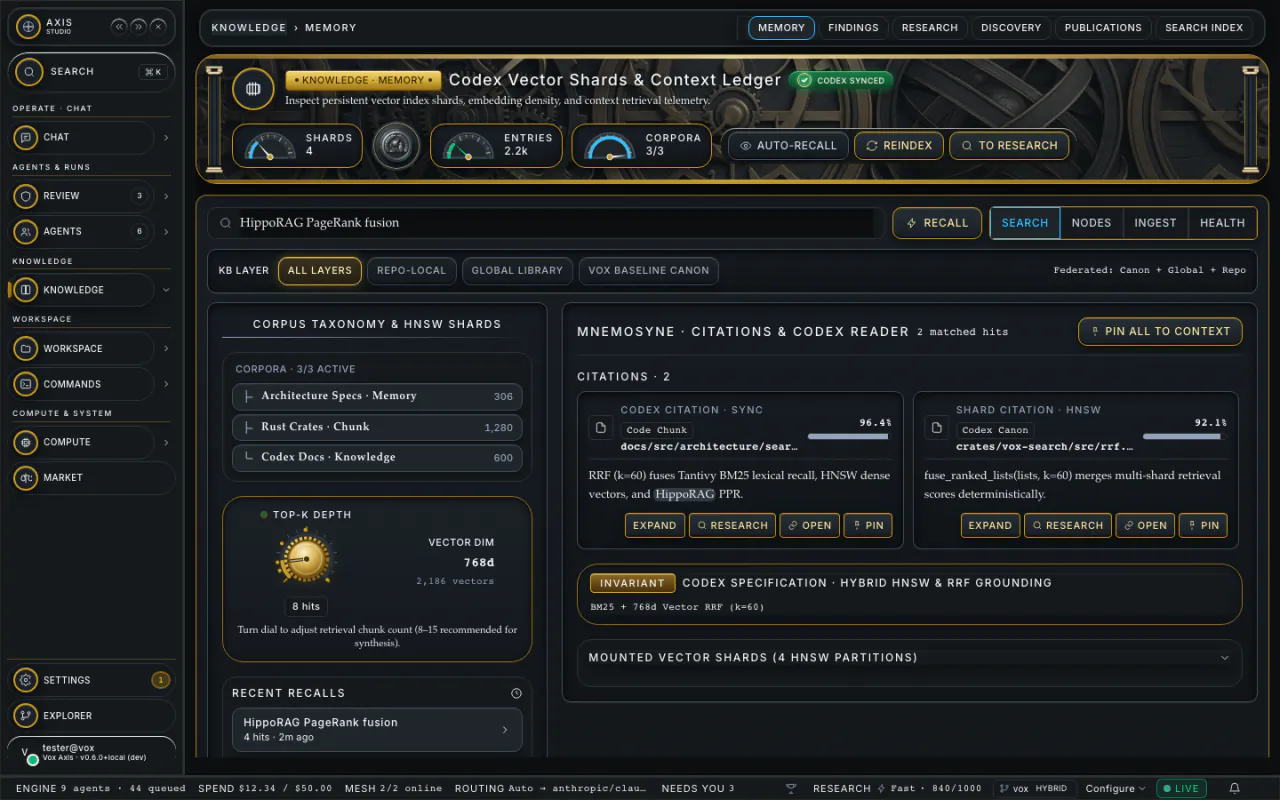 AXIS
STUDIO
SEARCH
⌘K
OPERATE · CHAT
CHAT
AGENTS & RUNS
REVIEW
3
AGENTS
6
KNOWLEDGE
KNOWLEDGE
WORKSPACE
WORKSPACE
COMMANDS
COMPUTE & SYSTEM
COMPUTE
MARKET
SETTINGS
1
EXPLORER
V
tester@vox
Vox Axis · v0.6.0+local (dev)
KNOWLEDGE › MEMORY
MEMORY
FINDINGS
RESEARCH
DISCOVERY
PUBLICATIONS
SEARCH INDEX
• KNOWLEDGE · MEMORY •
Codex Vector Shards & Context Ledger
CODEX SYNCED
Inspect persistent vector index shards, embedding density, and context retrieval telemetry.
SHARDS
4
ENTRIES
2.2k
CORPORA
3/3
AUTO-RECALL
REINDEX
TO RESEARCH
HippoRAG PageRank fusion
RECALL
SEARCH
NODES
INGEST
HEALTH
KB LAYER
ALL LAYERS
REPO-LOCAL
GLOBAL LIBRARY
VOX BASELINE CANON
Federated: Canon + Global + Repo
CORPUS TAXONOMY & HNSW SHARDS
CORPORA · 3/3 ACTIVE
├ Architecture Specs · Memory 306
├ Rust Crates · Chunk 1,280
└ Codex Docs · Knowledge 600
TOP-K DEPTH
8 hits
VECTOR DIM
768d
2,186 vectors
Turn dial to adjust retrieval chunk count (8–15 recommended for
synthesis).
RECENT RECALLS
HippoRAG PageRank fusion
4 hits · 2m ago
MNEMOSYNE · CITATIONS & CODEX READER 2 matched hits
PIN ALL TO CONTEXT
CITATIONS · 2
CODEX CITATION · SYNC
Code Chunk
docs/src/architecture/sear…
96.4%
RRF (k=60) fuses Tantivy BM25 lexical recall, HNSW dense
vectors, and HippoRAG PPR.
EXPAND
RESEARCH
OPEN
PIN
SHARD CITATION · HNSW
Codex Canon
crates/vox-search/src/rrf.…
92.1%
fuse_ranked_lists(lists, k=60) merges multi-shard retrieval
scores deterministically.
EXPAND
RESEARCH
OPEN
PIN
INVARIANT
CODEX SPECIFICATION · HYBRID HNSW & RRF GROUNDING
BM25 + 768d Vector RRF (k=60)
MOUNTED VECTOR SHARDS (4 HNSW PARTITIONS)
ENGINE 9 agents · 44 queued
SPEND $12.34 / $50.00
MESH 2/2 online
ROUTING Auto → anthropic/clau…
NEEDS YOU 3
RESEARCH
Fast · 840/1000
vox HYBRID
Configure
LIVE